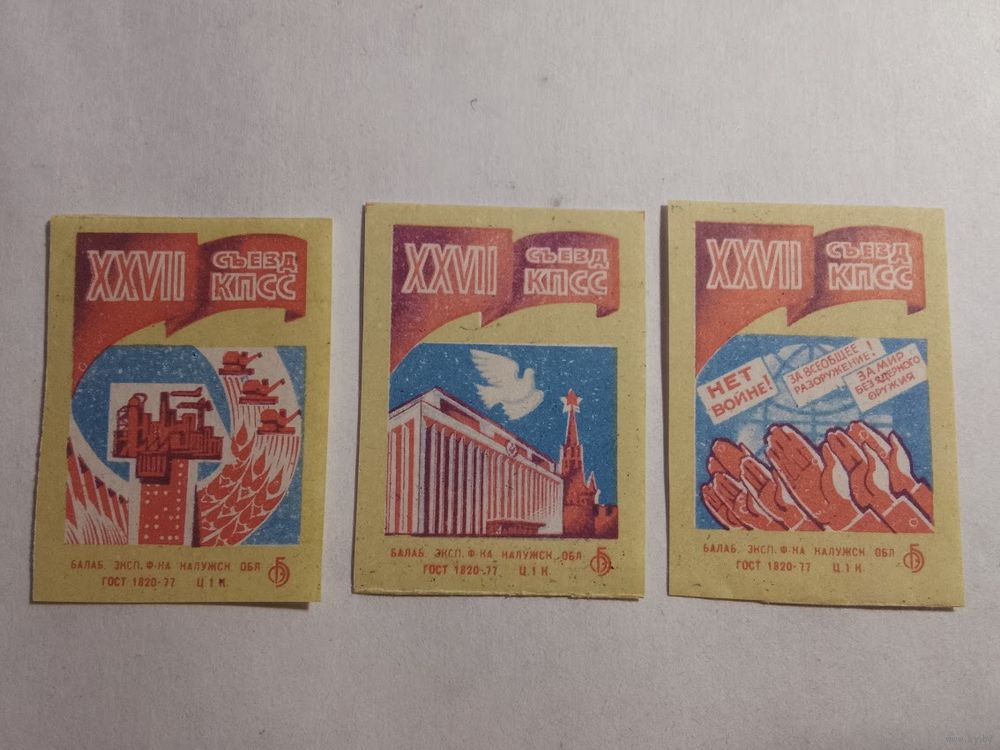 XXVII
СЪЕЗД
КПСС
БАЛАБ. ЭКСП. Ф-КА КАЛУЖСК. ОБЛ
ГОСТ 1820-77 Ц. 1 К.
XXVII
СЪЕЗД
КПСС
БАЛАБ. ЭКСП. Ф-КА КАЛУЖСК. ОБЛ
ГОСТ 1820-77 Ц. 1 К.
XXVII
СЪЕЗД
КПСС
НЕТ
ВОЙНЕ!
ЗА ВСЕОБЩЕЕ
РАЗОРУЖЕНИЕ!
ЗА МИР
БЕЗ ЯДЕРНОГО
ОРУЖИЯ
БАЛАБ. ЭКСП. Ф-КА КАЛУЖСК. ОБЛ
ГОСТ 1820-77 Ц. 1 К.